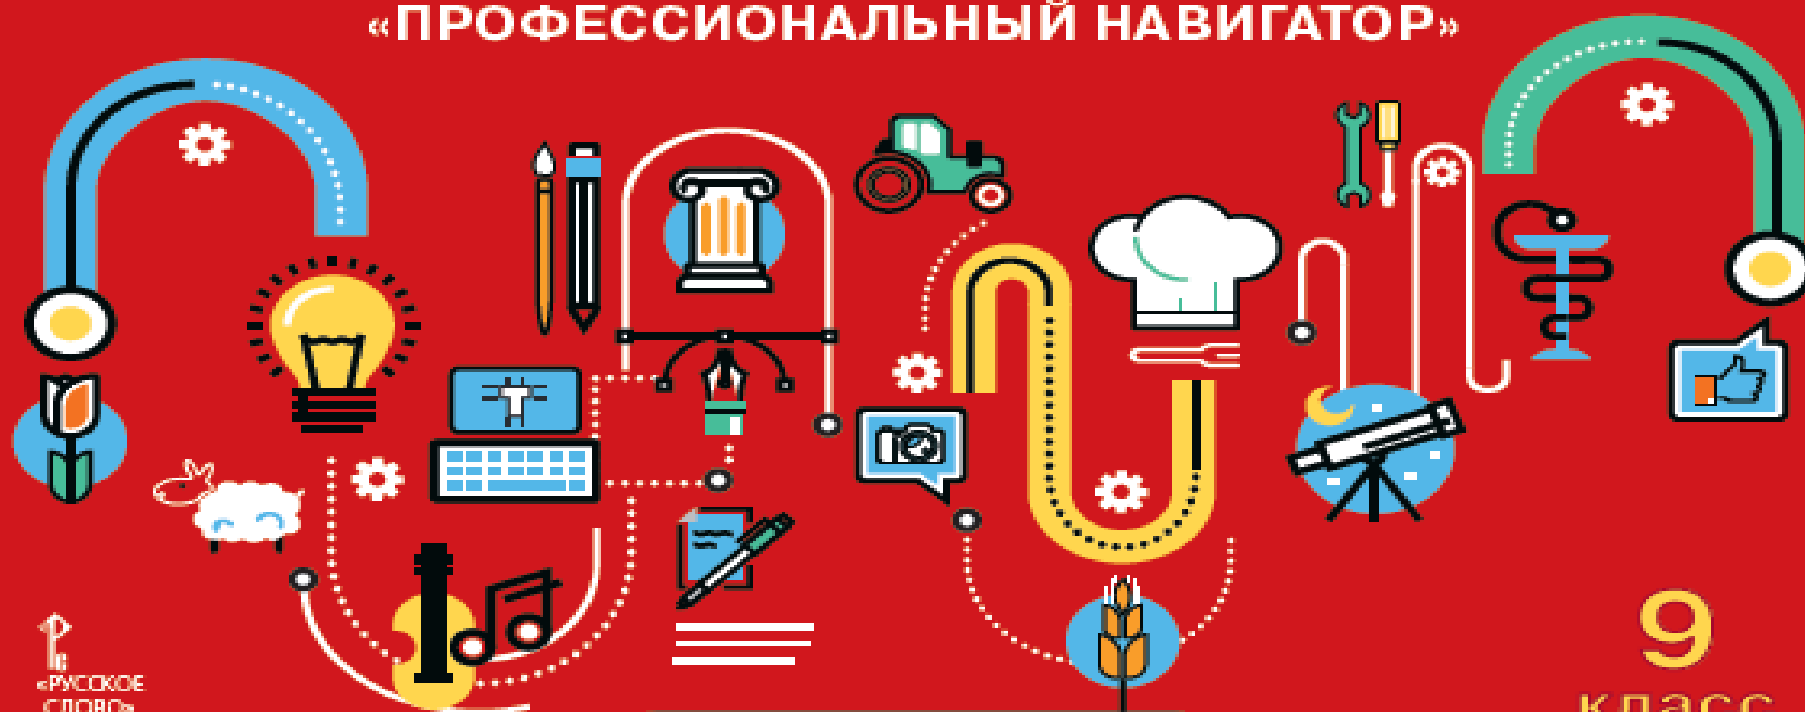 «ПРОФЕССИОНАЛЬНЫЙ НАВИГАТОР»
9
класс
«РУССКОЕ
СЛОВО»